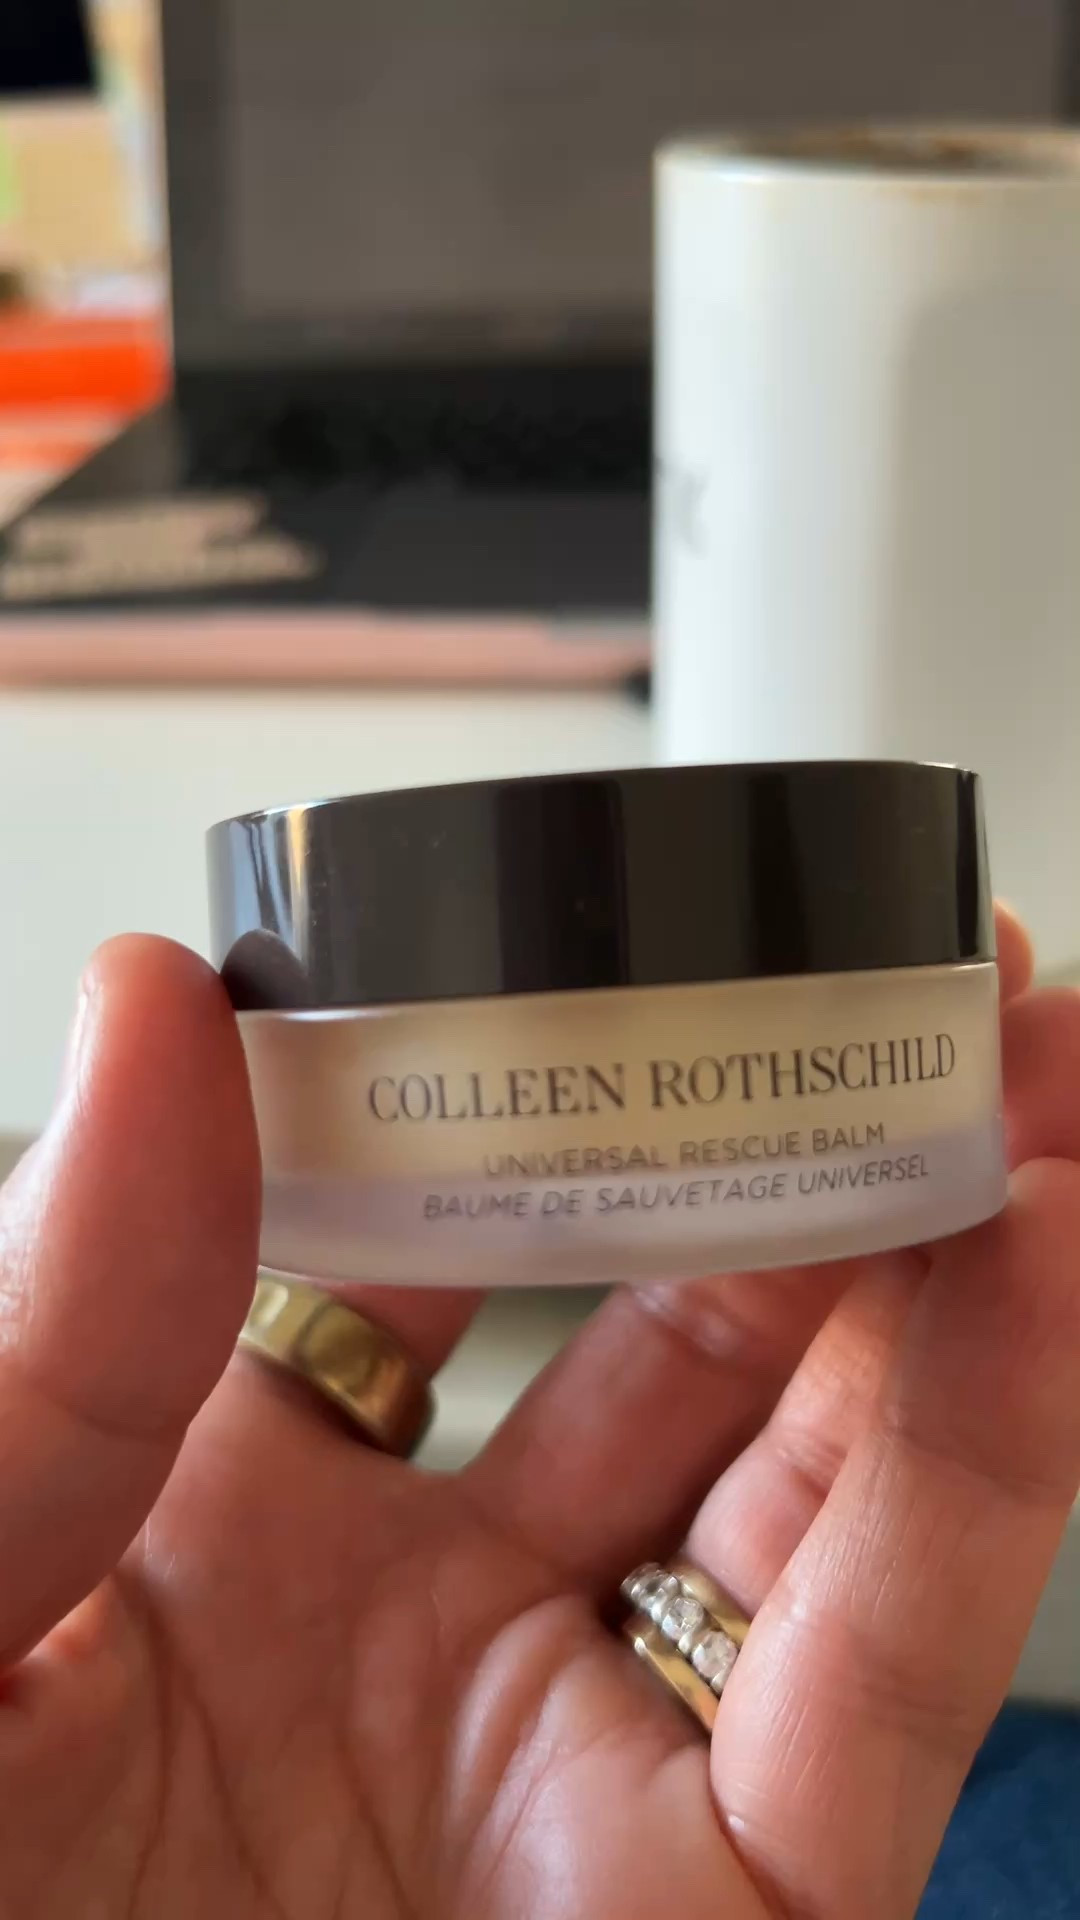 COLLEEN ROTHSCHILD
UNIVERSAL RESCUE BALM
BAUME DE SAUVETAGE UNIVERSEL